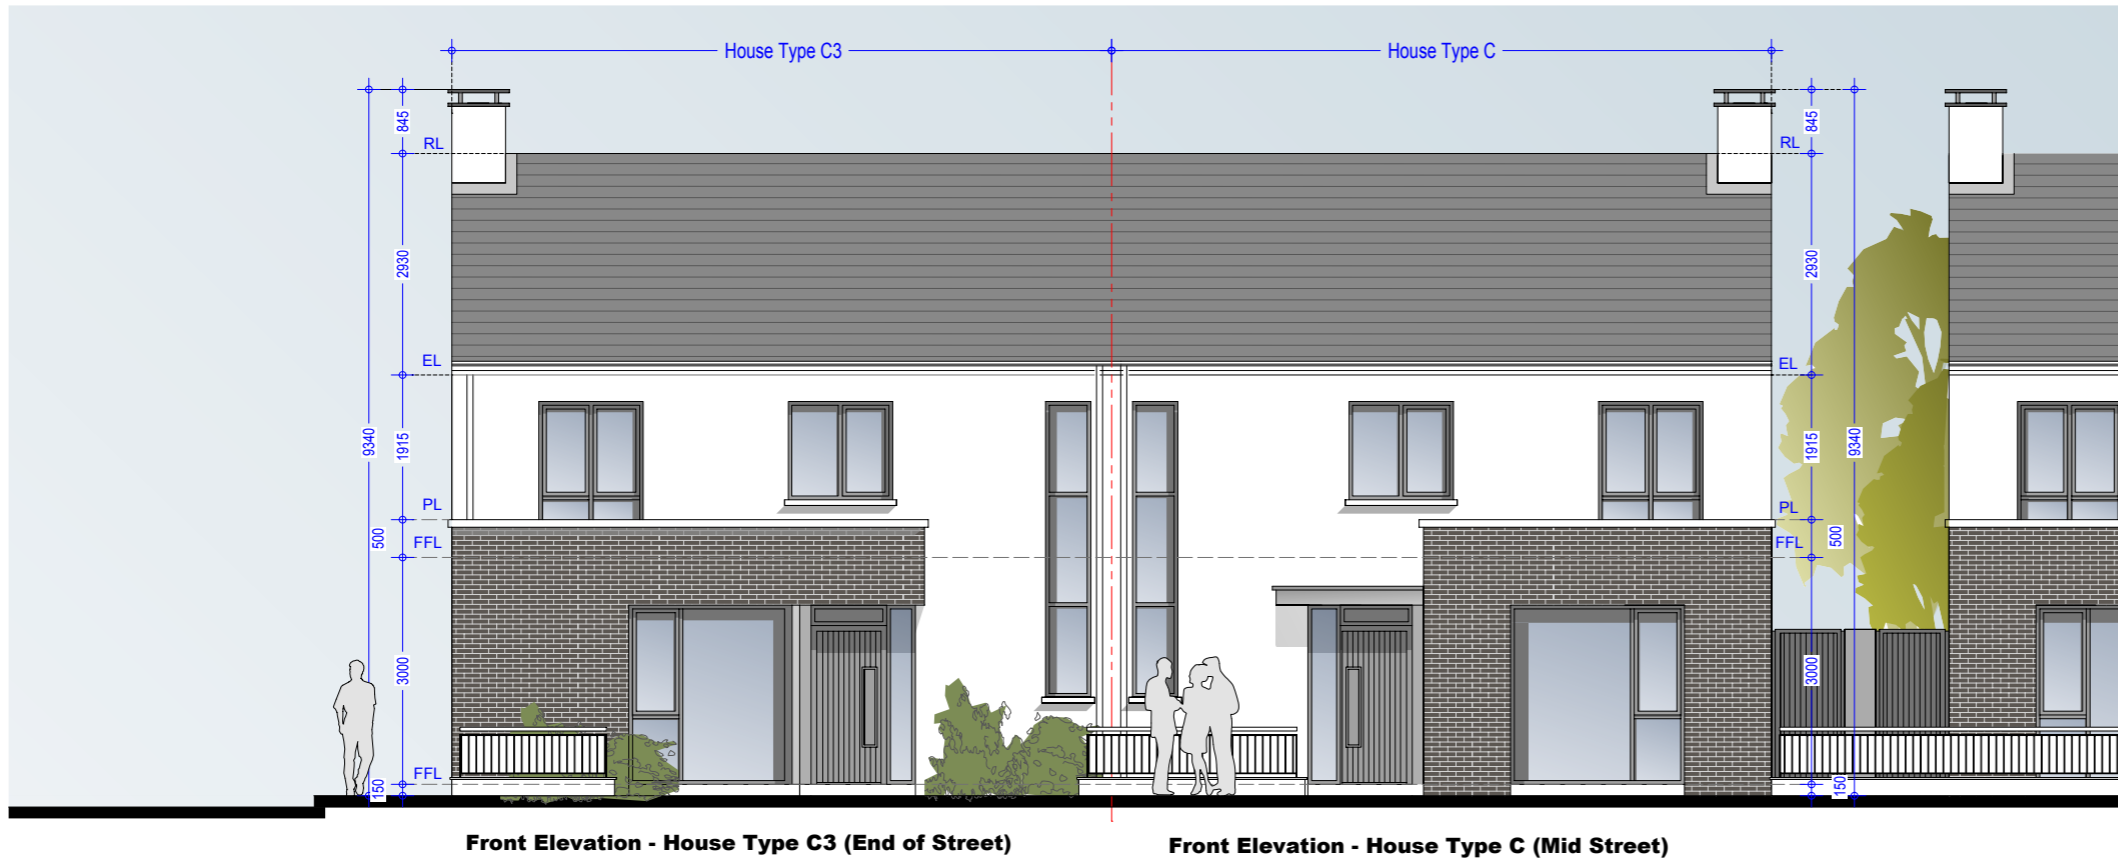 House Type C3
House Type C
845
RL
2930
EL
9340
1915
PL
500
FFL
3000
FFL
150
845
RL
2930
EL
1915
9340
PL
500
FFL
3000
150
Front Elevation - House Type C3 (End of Street)
Front Elevation - House Type C (Mid Street)